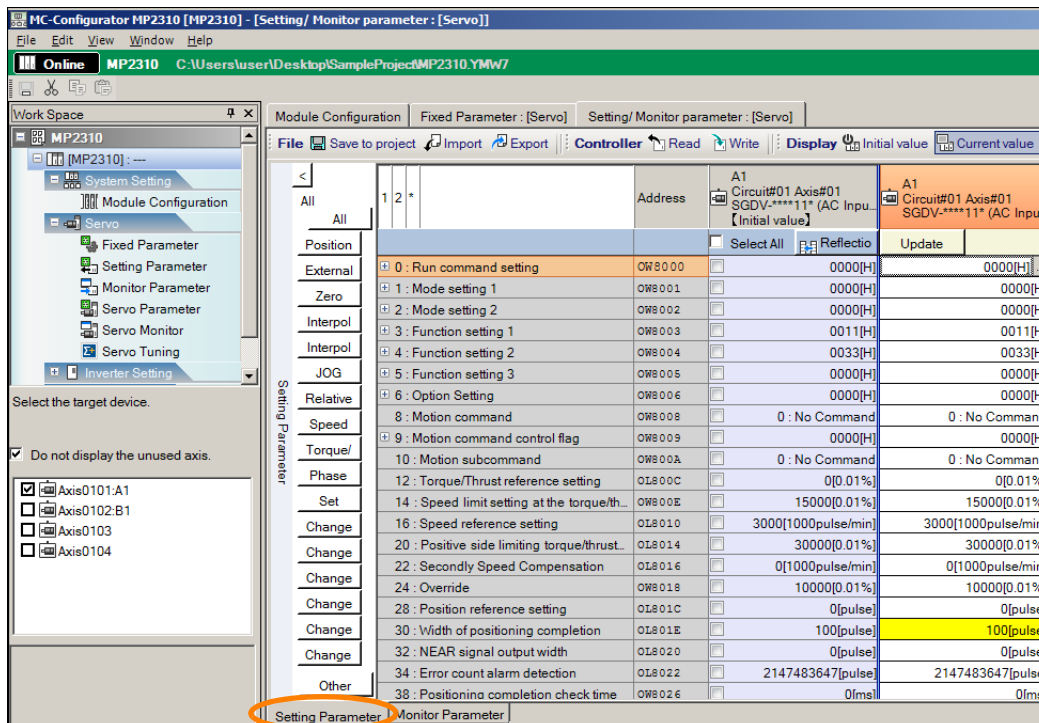 MC-Configurator MP2310 [MP2310] - [Setting/ Monitor parameter : [Servo]]
File Edit View Window Help
Online MP2310 C:\Users\user\Desktop\SampleProject\MP2310.YMW7
Work Space
MP2310
[MP2310] : ---
System Setting
Module Configuration
Servo
Fixed Parameter
Setting Parameter
Monitor Parameter
Servo Parameter
Servo Monitor
Servo Tuning
Inverter Setting
Select the target device.
Do not display the unused axis.
Axis0101:A1
Axis0102:B1
Axis0103
Axis0104
Module Configuration Fixed Parameter : [Servo] Setting/ Monitor parameter : [Servo]
File Save to project Import Export Controller Read Write Display Initial value Current value
Setting Parameter
<
All
All
Position
External
Zero
Interpol
Interpol
JOG
Relative
Speed
Torque/
Phase
Set
Change
Change
Change
Change
Change
Change
Other
1 2 * Address
A1
Circuit#01 Axis#01
SGDV-****11* (AC Inpu...
【Initial value】
A1
Circuit#01 Axis#01
SGDV-****11* (AC Inpu
Select All Reflectio Update
0 : Run command setting OW8000 0000[H] 0000[H]
1 : Mode setting 1 OW8001 0000[H] 0000[H
2 : Mode setting 2 OW8002 0000[H] 0000[H
3 : Function setting 1 OW8003 0011[H] 0011[H
4 : Function setting 2 OW8004 0033[H] 0033[H
5 : Function setting 3 OW8005 0000[H] 0000[H
6 : Option Setting OW8006 0000[H] 0000[H
8 : Motion command OW8008 0 : No Command 0 : No Comman
9 : Motion command control flag OW8009 0000[H] 0000[H
10 : Motion subcommand OW800A 0 : No Command 0 : No Comman
12 : Torque/Thrust reference setting OL800C 0[0.01%] 0[0.01%
14 : Speed limit setting at the torque/th... OW800E 15000[0.01%] 15000[0.01%
16 : Speed reference setting OL8010 3000[1000pulse/min] 3000[1000pulse/min
20 : Positive side limiting torque/thrust... OL8014 30000[0.01%] 30000[0.01%
22 : Secondly Speed Compensation OL8016 0[1000pulse/min] 0[1000pulse/min
24 : Override OW8018 10000[0.01%] 10000[0.01%
28 : Position reference setting OL801C 0[pulse] 0[pulse
30 : Width of positioning completion OL801E 100[pulse] 100[pulse
32 : NEAR signal output width OL8020 0[pulse] 0[pulse
34 : Error count alarm detection OL8022 2147483647[pulse] 2147483647[pulse
38 : Positioning completion check time OW8026 0[ms] 0[ms
Setting Parameter Monitor Parameter